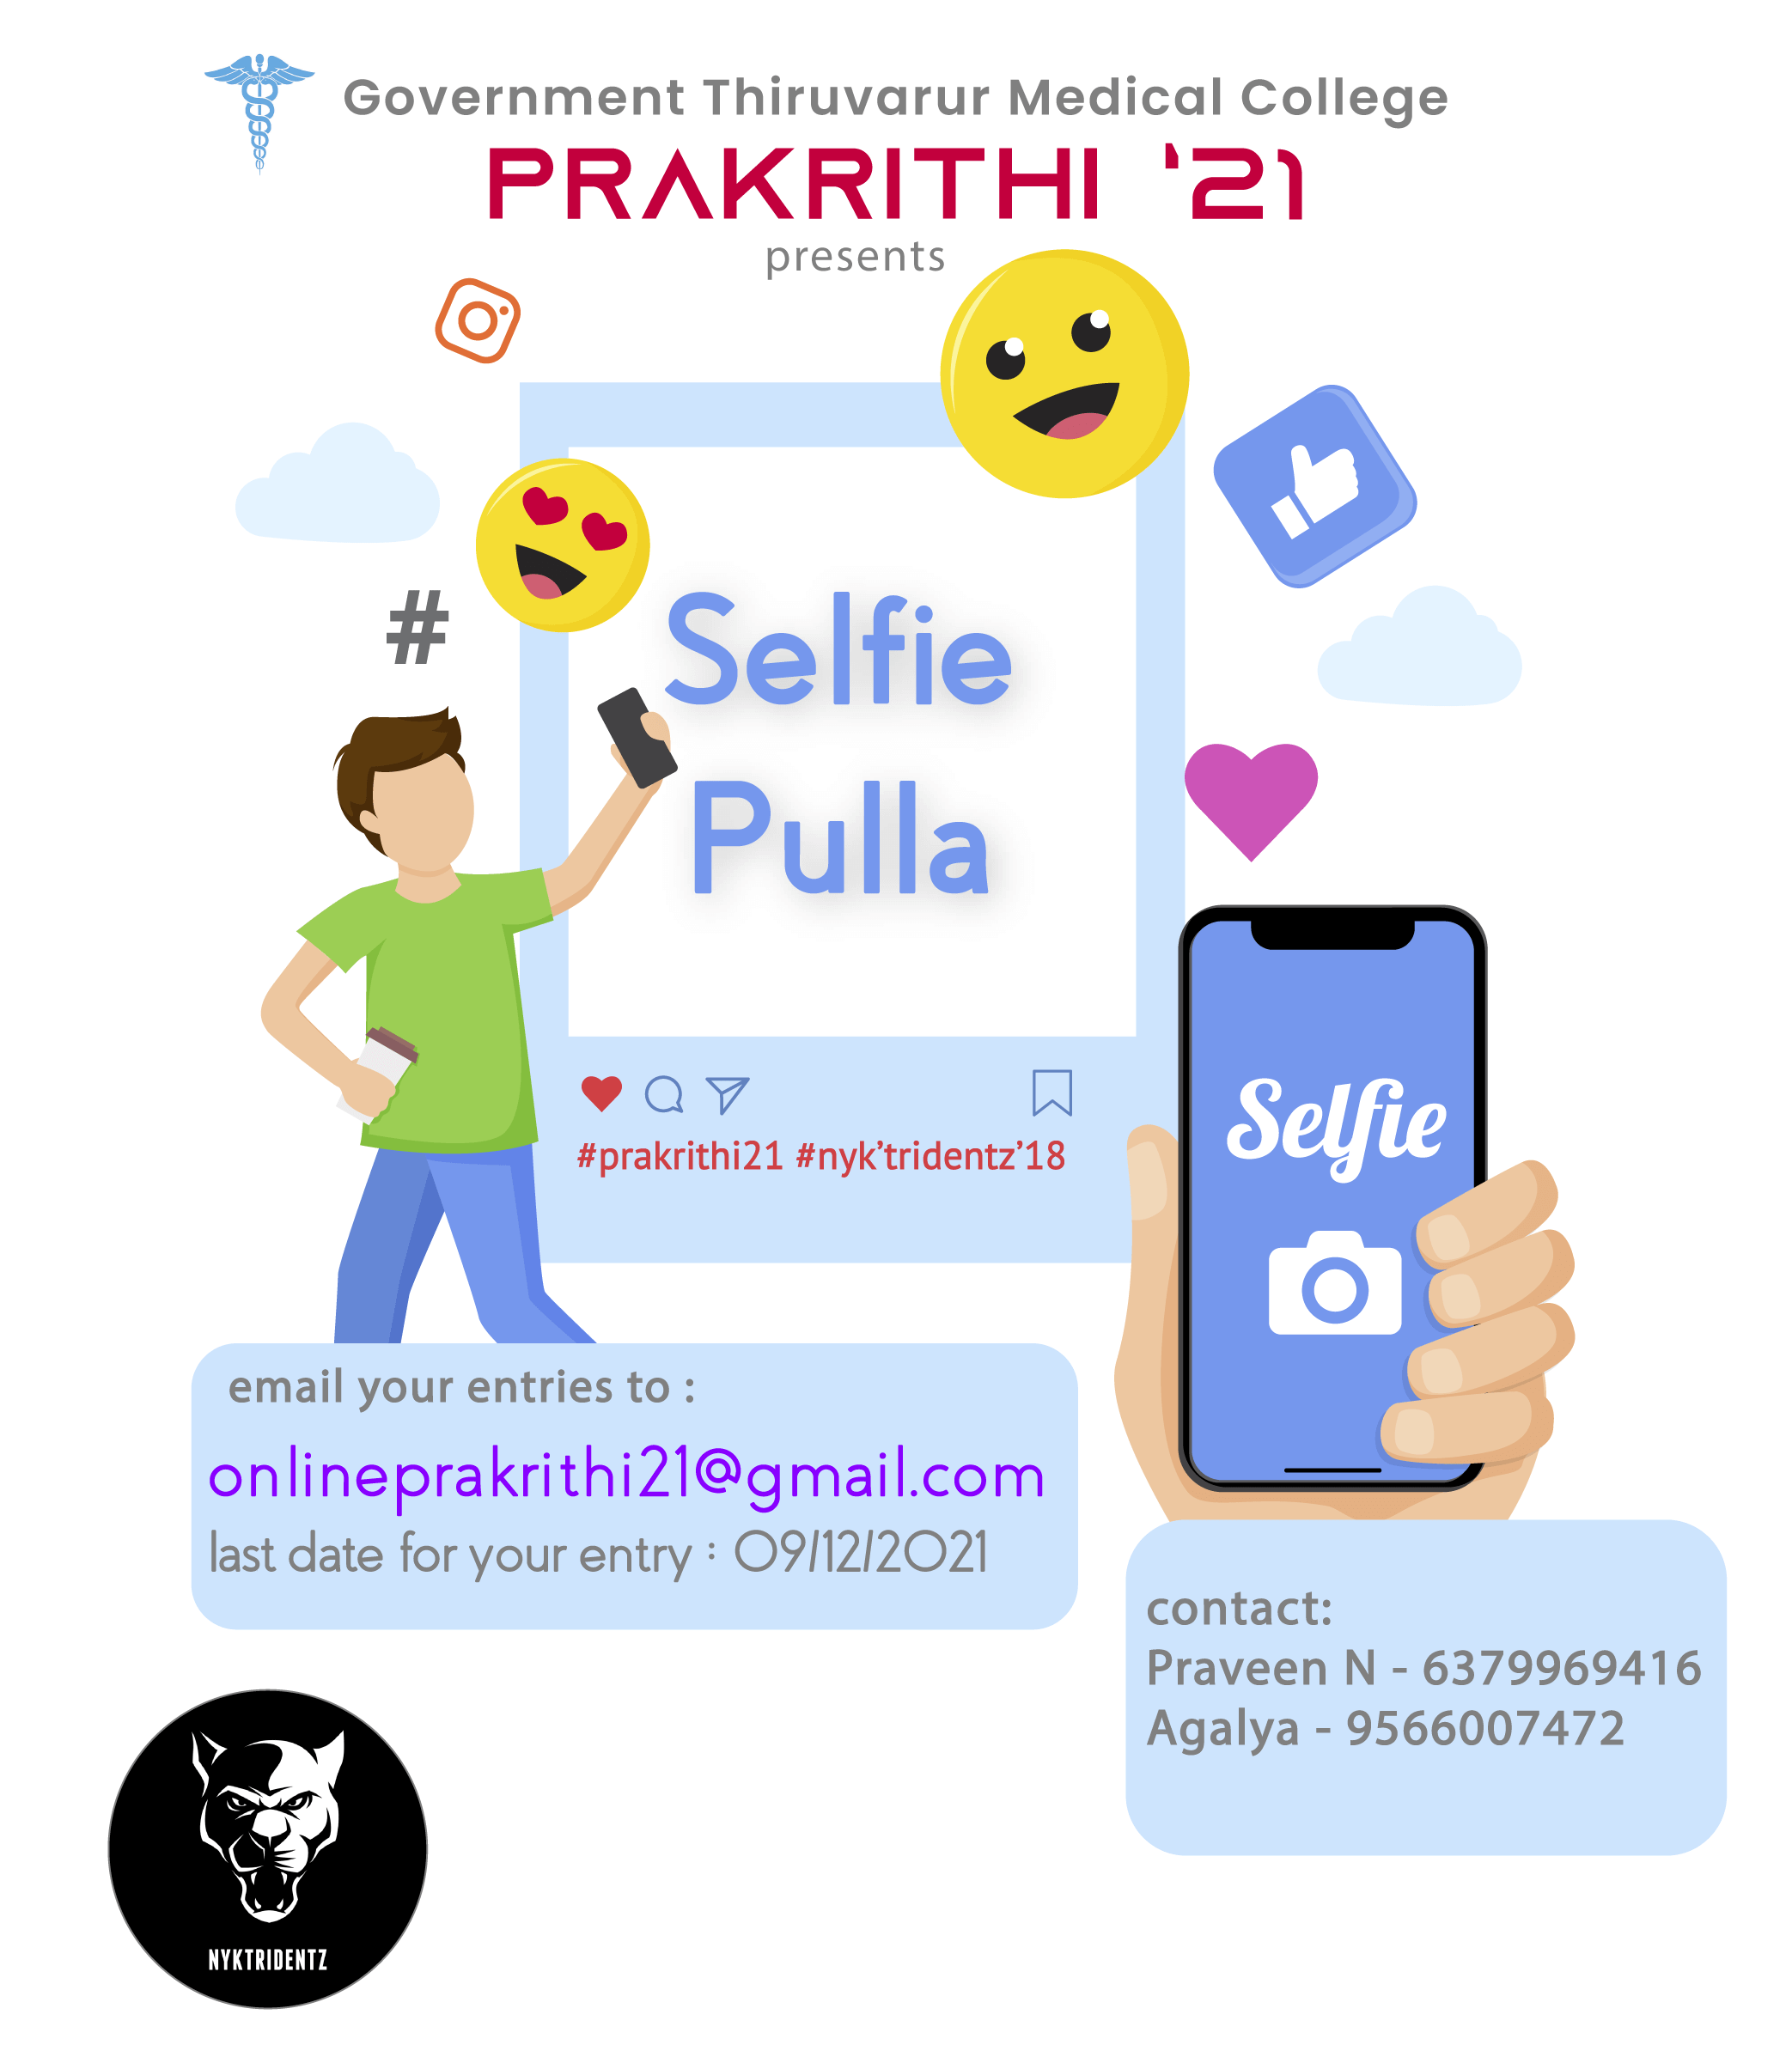 Government Thiruvarur Medical College
PRAKRITHI '21
presents
#
Selfie
Pulla
#prakrithi21 #nyk’tridentz’18
Selfie
email your entries to :
onlineprakrithi21@gmail.com
last date for your entry : 09/12/2021
contact:
Praveen N - 6379969416
Agalya - 9566007472
NYKTRIDENTZ